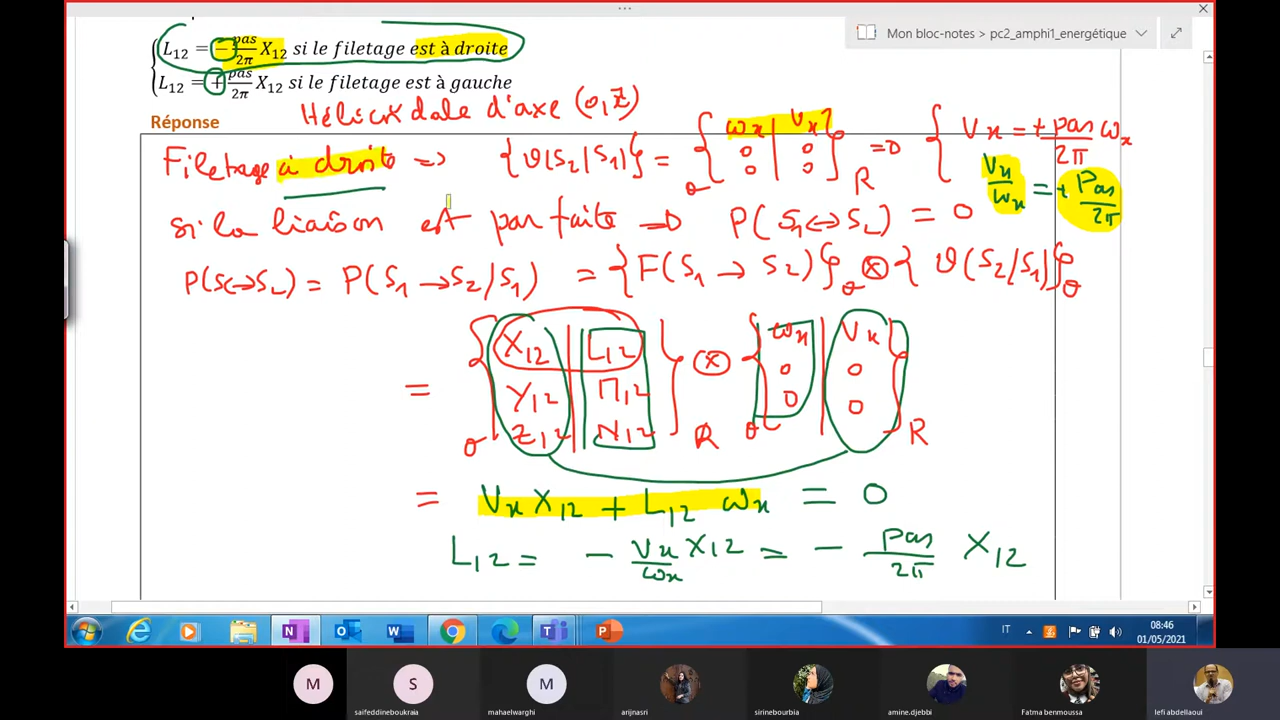 Mon bloc-notes > pc2_amphi1_energétique
L12 = − pas/2π X12 si le filetage est à droite
L12 = + pas/2π X12 si le filetage est à gauche
Hélicoïdale d'axe (o, Z)
Réponse
Filetage à droite => {𝒱(S2/S1)} = o{ωx | Vx
0 | 0
0 | 0}R => { Vx = + pas/2π ωx
Vx/ωx = + Pas/2π
si la liaison est parfaite => P(S1<->S2) = 0
P(S<->S2) = P(S1→S2/S1) = {F(S1→S2)}o ⊗ {𝒱(S2/S1)}o
= o{X12 | L12
Y12 | M12
Z12 | N12}R ⊗ o{ωx | Vx
0 | 0
0 | 0}R
= Vx X12 + L12 ωx = 0
L12 = − Vx/ωx X12 = − pas/2π X12
IT
08:46
01/05/2021
M
S
M
saifeddineboukraia
mahaelwarghi
arijnasri
sirinebourbia
amine.djebbi
Fatma benmoussa
lefi abdellaoui